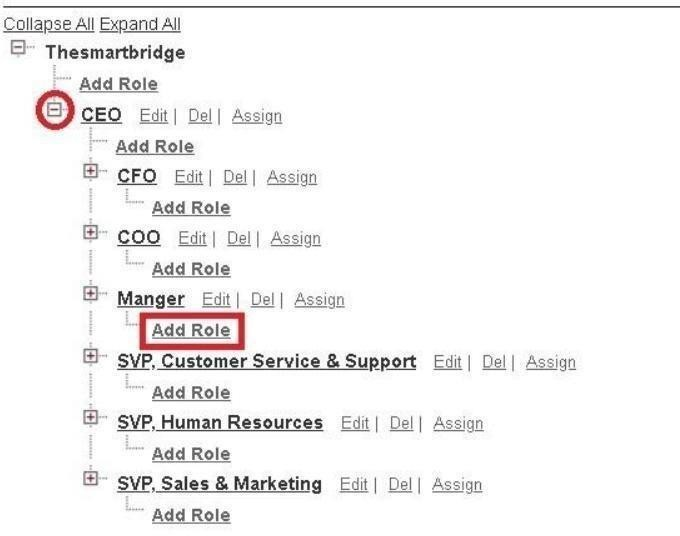 Collapse All Expand All
Thesmartbridge
Add Role
CEO Edit | Del | Assign
Add Role
CFO Edit | Del | Assign
Add Role
COO Edit | Del | Assign
Add Role
Manger Edit | Del | Assign
Add Role
SVP, Customer Service & Support Edit | Del | Assign
Add Role
SVP, Human Resources Edit | Del | Assign
Add Role
SVP, Sales & Marketing Edit | Del | Assign
Add Role